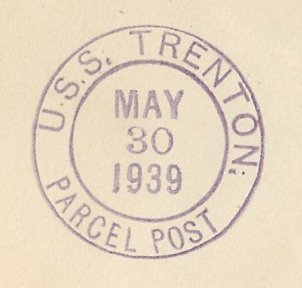 U.S.S. TRENTON;
MAY
30
1939
PARCEL POST